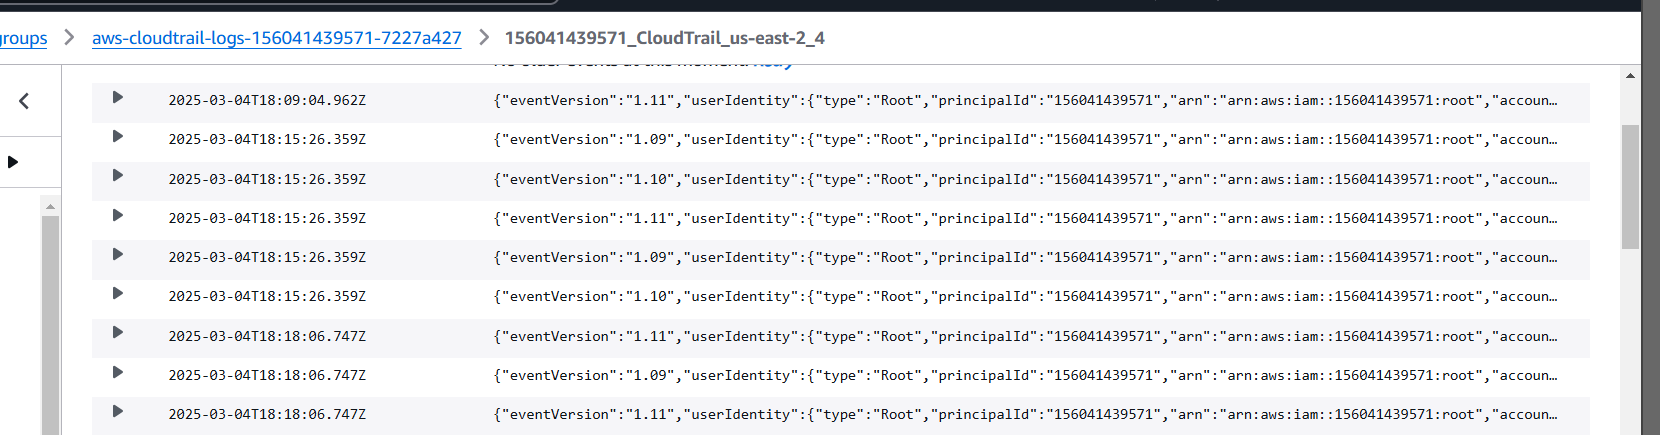 groups > aws-cloudtrail-logs-156041439571-7227a427 > 156041439571_CloudTrail_us-east-2_4
No older events at this moment. Retry
2025-03-04T18:09:04.962Z {"eventVersion":"1.11","userIdentity":{"type":"Root","principalId":"156041439571","arn":"arn:aws:iam::156041439571:root","accoun…
2025-03-04T18:15:26.359Z {"eventVersion":"1.09","userIdentity":{"type":"Root","principalId":"156041439571","arn":"arn:aws:iam::156041439571:root","accoun…
2025-03-04T18:15:26.359Z {"eventVersion":"1.10","userIdentity":{"type":"Root","principalId":"156041439571","arn":"arn:aws:iam::156041439571:root","accoun…
2025-03-04T18:15:26.359Z {"eventVersion":"1.11","userIdentity":{"type":"Root","principalId":"156041439571","arn":"arn:aws:iam::156041439571:root","accoun…
2025-03-04T18:15:26.359Z {"eventVersion":"1.09","userIdentity":{"type":"Root","principalId":"156041439571","arn":"arn:aws:iam::156041439571:root","accoun…
2025-03-04T18:15:26.359Z {"eventVersion":"1.10","userIdentity":{"type":"Root","principalId":"156041439571","arn":"arn:aws:iam::156041439571:root","accoun…
2025-03-04T18:18:06.747Z {"eventVersion":"1.11","userIdentity":{"type":"Root","principalId":"156041439571","arn":"arn:aws:iam::156041439571:root","accoun…
2025-03-04T18:18:06.747Z {"eventVersion":"1.09","userIdentity":{"type":"Root","principalId":"156041439571","arn":"arn:aws:iam::156041439571:root","accoun…
2025-03-04T18:18:06.747Z {"eventVersion":"1.11","userIdentity":{"type":"Root","principalId":"156041439571","arn":"arn:aws:iam::156041439571:root","accoun…